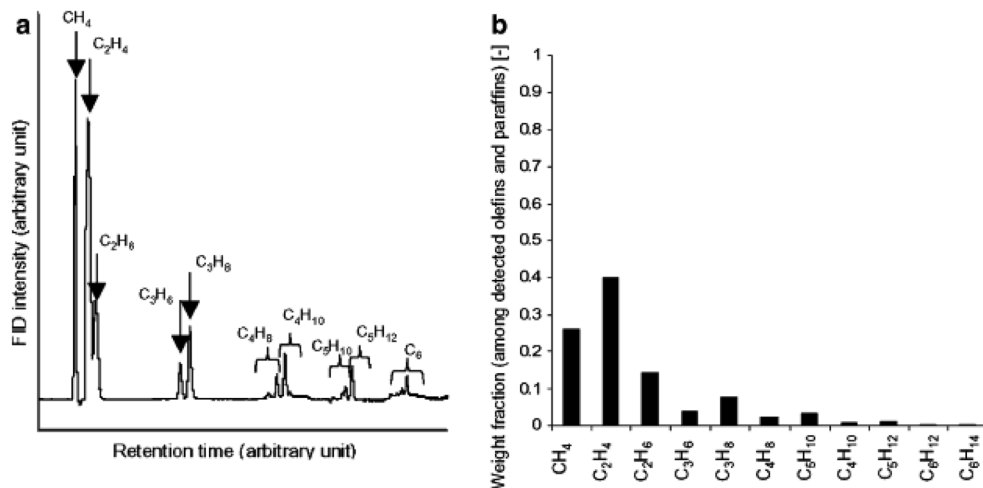 a
CH4
C2H4
C2H6
C3H6
C3H8
C4H8
C4H10
C5H10
C5H12
C6
FID intensity (arbitrary unit)
Retention time (arbitrary unit)
b
Weight fraction (among detected olefins and paraffins) [-]
1
0.9
0.8
0.7
0.6
0.5
0.4
0.3
0.2
0.1
0
CH4
C2H4
C2H6
C3H6
C3H8
C4H8
C5H10
C4H10
C5H12
C6H12
C6H14